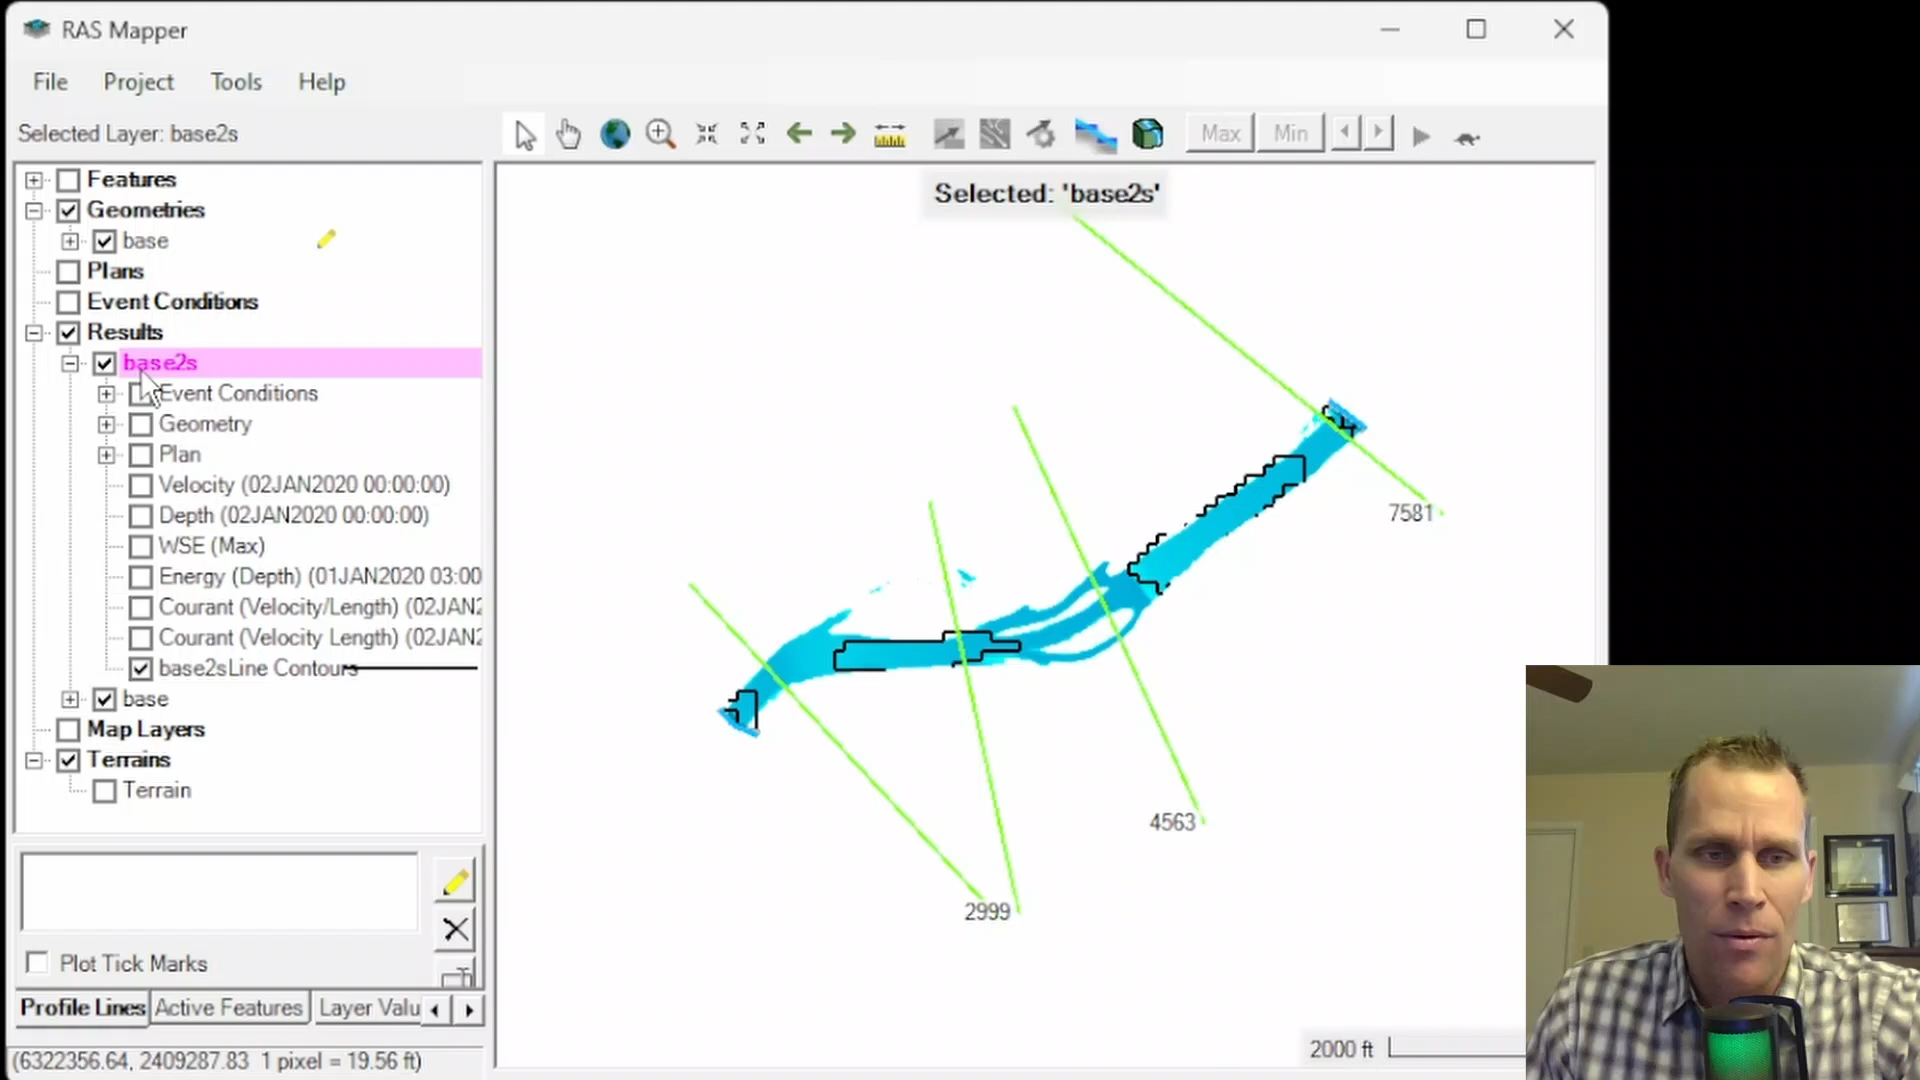 RAS Mapper
File Project Tools Help
Selected Layer: base2s
Max Min
Features
Geometries
base
Plans
Event Conditions
Results
base2s
Event Conditions
Geometry
Plan
Velocity (02JAN2020 00:00:00)
Depth (02JAN2020 00:00:00)
WSE (Max)
Energy (Depth) (01JAN2020 03:00
Courant (Velocity/Length) (02JAN2
Courant (Velocity Length) (02JAN2
base2sLine Contours
base
Map Layers
Terrains
Terrain
Plot Tick Marks
Profile Lines Active Features Layer Valu
(6322356.64, 2409287.83 1 pixel = 19.56 ft)
Selected: 'base2s'
7581
4563
2999
2000 ft